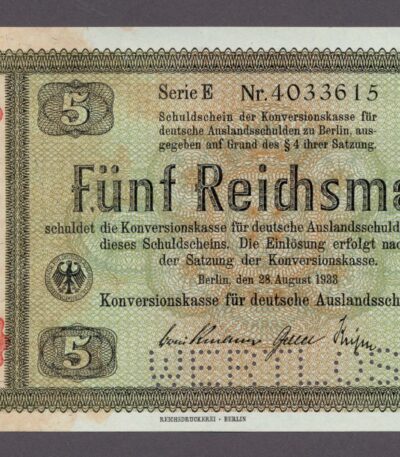 5
Serie E Nr. 4033615
Schuldschein der Konversionskasse für
deutsche Auslandsschulden zu Berlin, aus-
gegeben auf Grund des § 4 ihrer Satzung.
Fünf Reichsma
schuldet die Konversionskasse für deutsche Auslandsschuld
dieses Schuldscheins. Die Einlösung erfolgt nac
der Satzung der Konversionskasse.
Berlin, den 28. August 1933
Konversionskasse für deutsche Auslandssch
5
WERTLOS
REICHSDRUCKEREI - BERLIN